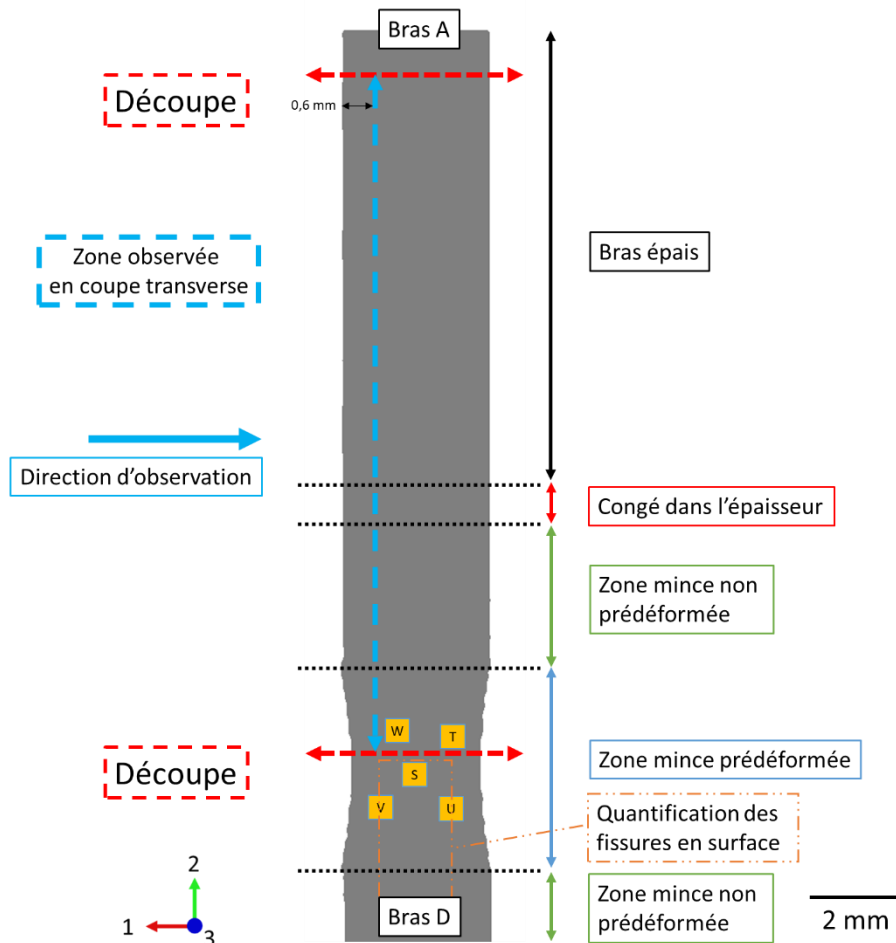 Bras A
Découpe
0,6 mm
Zone observée
en coupe transverse
Bras épais
Direction d'observation
Congé dans l'épaisseur
Zone mince non
prédéformée
W
T
Découpe
Zone mince prédéformée
S
V
U
Quantification des
fissures en surface
2
1
3
Bras D
Zone mince non
prédéformée
2 mm